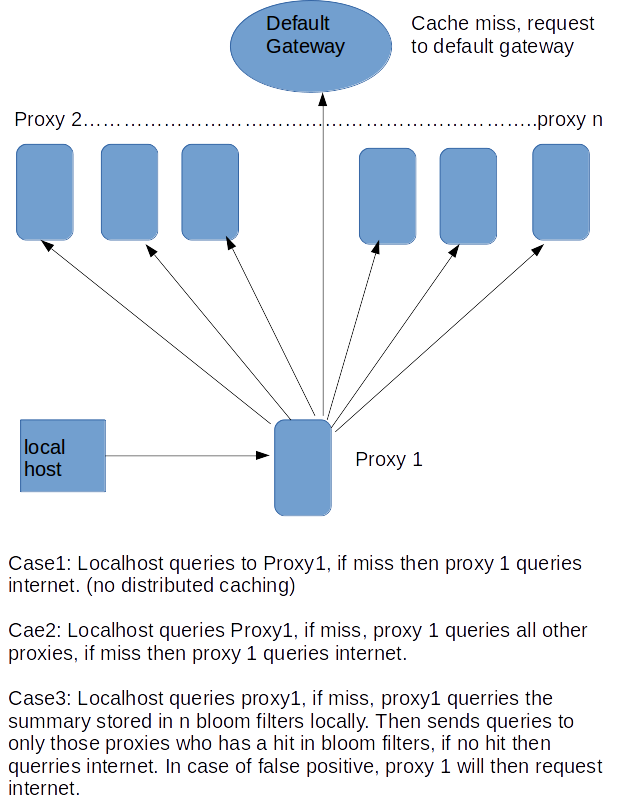 Default
Gateway
Cache miss, request
to default gateway
Proxy 2……………………………..………………………….…..proxy n
local
host
Proxy 1
Case1: Localhost queries to Proxy1, if miss then proxy 1 queries
internet. (no distributed caching)
Cae2: Localhost queries Proxy1, if miss, proxy 1 queries all other
proxies, if miss then proxy 1 queries internet.
Case3: Localhost queries proxy1, if miss, proxy1 querries the
summary stored in n bloom filters locally. Then sends queries to
only those proxies who has a hit in bloom filters, if no hit then
querries internet. In case of false positive, proxy 1 will then request
internet.